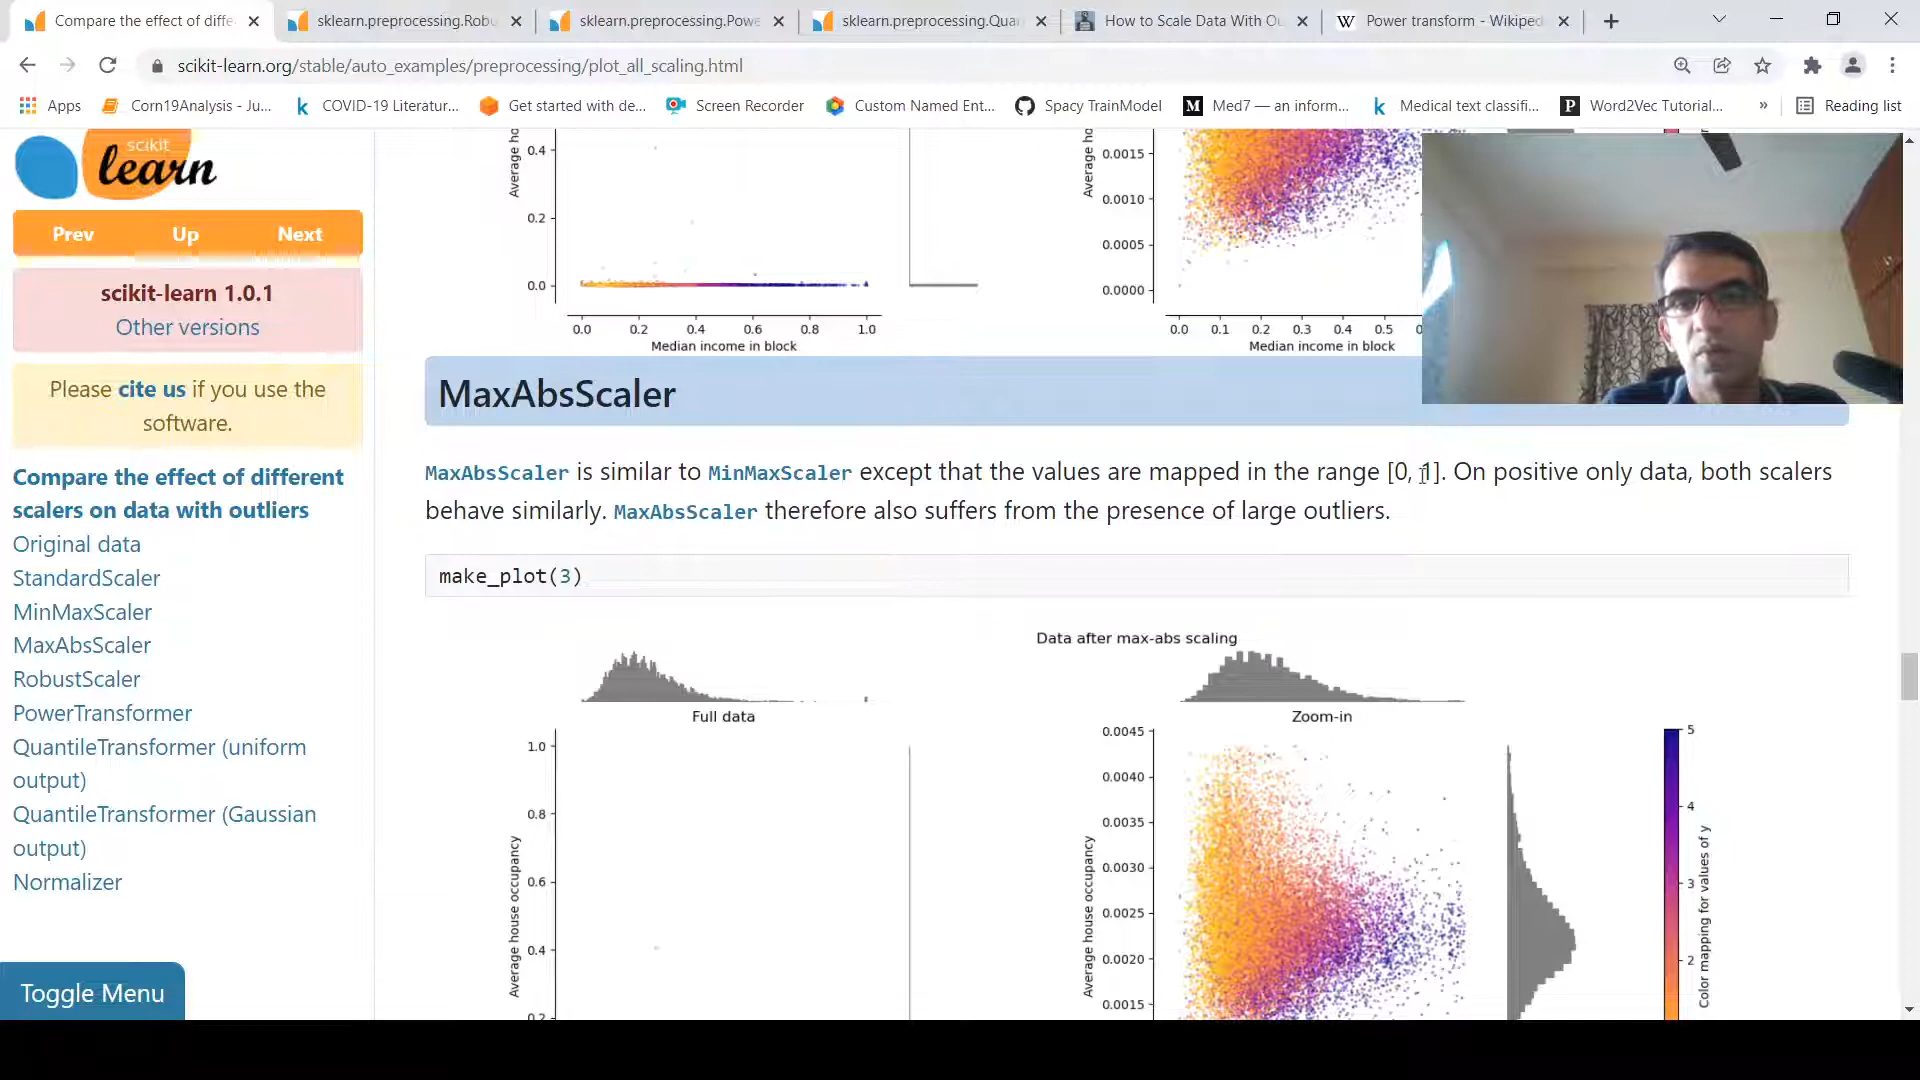 Compare the effect of diffe
sklearn.preprocessing.Robu
sklearn.preprocessing.Powe
sklearn.preprocessing.Quan
How to Scale Data With Ou
Power transform - Wikiped
scikit-learn.org/stable/auto_examples/preprocessing/plot_all_scaling.html
Apps
Corn19Analysis - Ju...
COVID-19 Literatur...
Get started with de...
Screen Recorder
Custom Named Ent...
Spacy TrainModel
Med7 — an inform...
Medical text classifi...
Word2Vec Tutorial...
»
Reading list
scikit
learn
Prev
Up
Next
scikit-learn 1.0.1
Other versions
Please cite us if you use the
software.
Compare the effect of different
scalers on data with outliers
Original data
StandardScaler
MinMaxScaler
MaxAbsScaler
RobustScaler
PowerTransformer
QuantileTransformer (uniform
output)
QuantileTransformer (Gaussian
output)
Normalizer
Toggle Menu
Average ho
0.4
0.2
0.0
0.0 0.2 0.4 0.6 0.8 1.0
Median income in block
Average ho
0.0015
0.0010
0.0005
0.0000
0.0 0.1 0.2 0.3 0.4 0.5
Median income in block
MaxAbsScaler
MaxAbsScaler is similar to MinMaxScaler except that the values are mapped in the range [0, 1]. On positive only data, both scalers
behave similarly. MaxAbsScaler therefore also suffers from the presence of large outliers.
make_plot(3)
Data after max-abs scaling
Full data
Average house occupancy
1.0
0.8
0.6
0.4
0.2
Zoom-in
Average house occupancy
0.0045
0.0040
0.0035
0.0030
0.0025
0.0020
0.0015
5
4
3
2
Color mapping for values of y